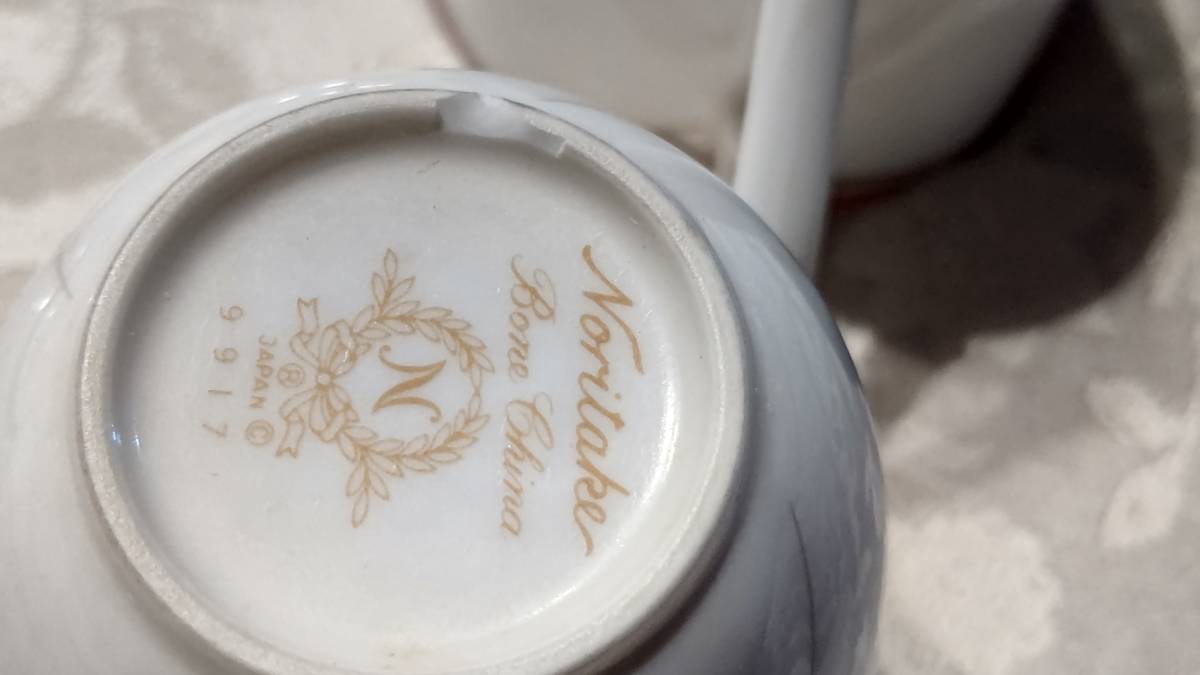 Noritake
Bone China
N
®
JAPAN ©
9917